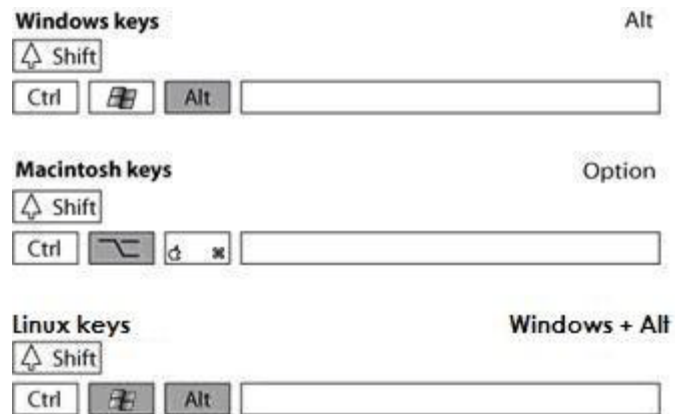 Windows keys Alt
Shift
Ctrl Alt
Macintosh keys Option
Shift
Ctrl
Linux keys Windows + Alt
Shift
Ctrl Alt